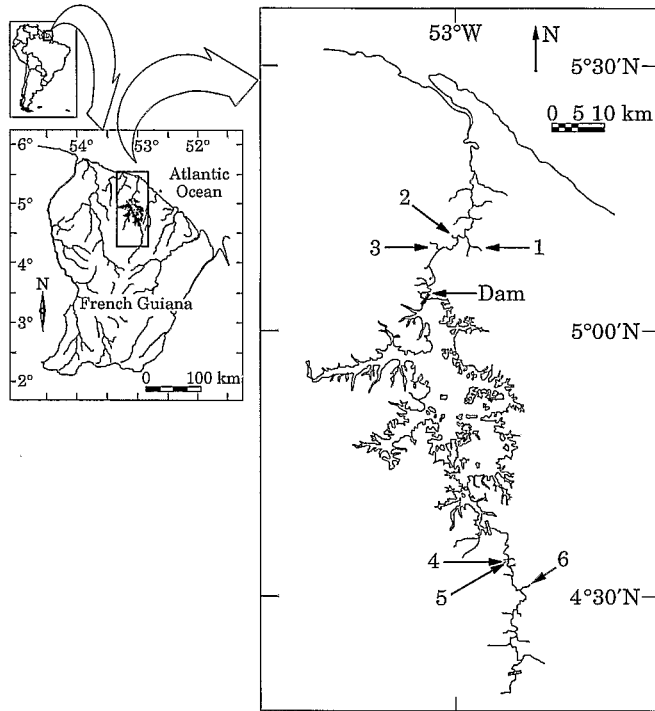 53°W
N
5°30′N
0 5 10 km
6°
54°
53°
52°
Atlantic
Ocean
5°
2
3
1
4°
N
Dam
French Guiana
3°
5°00′N
2°
0 100 km
4
6
5
4°30′N